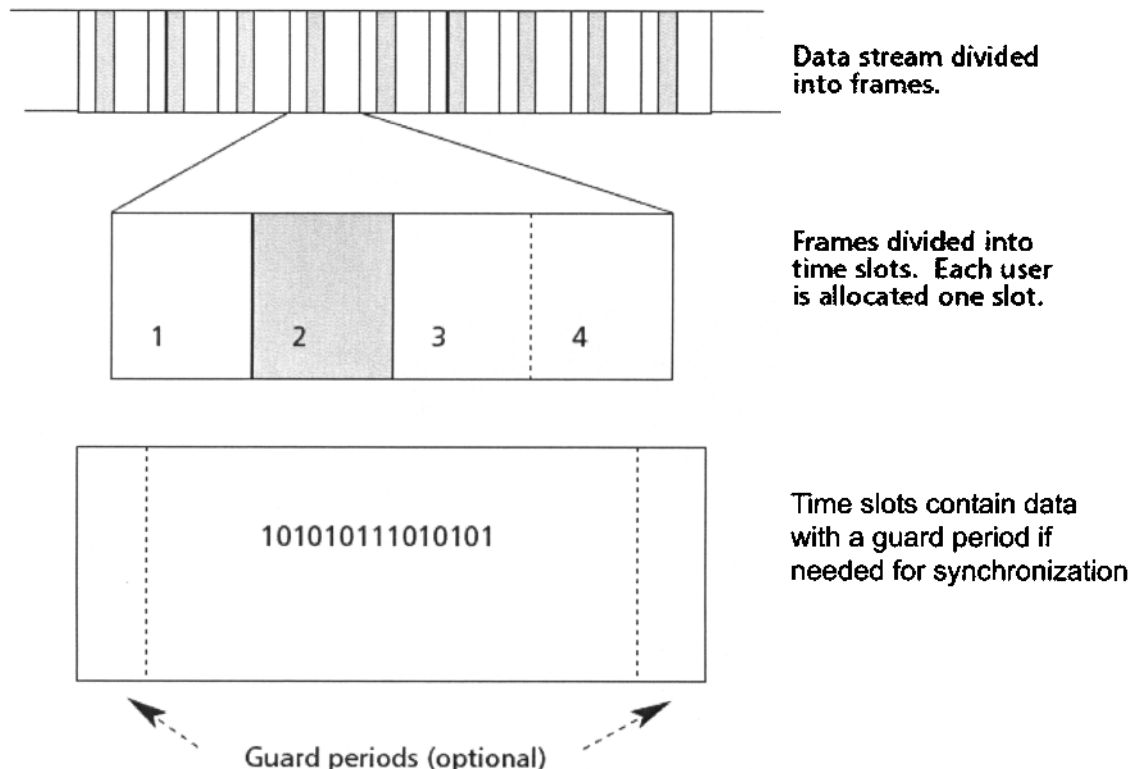 Data stream divided
into frames.
Frames divided into
time slots. Each user
is allocated one slot.
1 2 3 4
101010111010101
Time slots contain data
with a guard period if
needed for synchronization
Guard periods (optional)